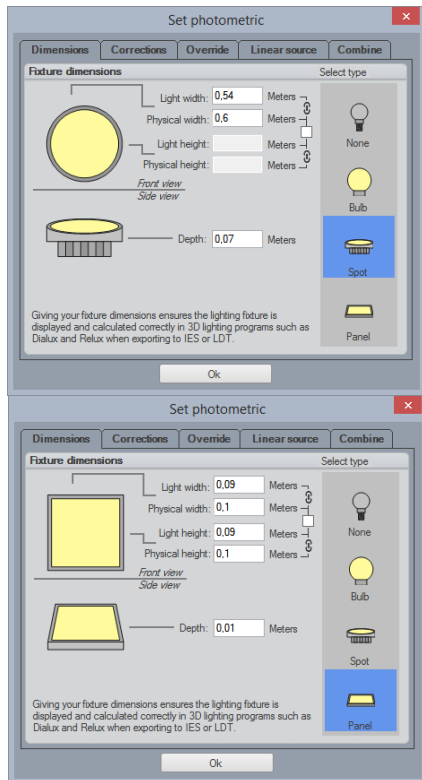 Set photometric
Dimensions Corrections Override Linear source Combine
Fixture dimensions Select type
Light width: 0,54 Meters
Physical width: 0,6 Meters
Light height: Meters
Physical height: Meters
None
Front view
Side view
Bulb
Depth: 0,07 Meters
Spot
Giving your fixture dimensions ensures the lighting fixture is
displayed and calculated correctly in 3D lighting programs such as
Dialux and Relux when exporting to IES or LDT.
Panel
Ok
Set photometric
Dimensions Corrections Override Linear source Combine
Fixture dimensions Select type
Light width: 0,09 Meters
Physical width: 0,1 Meters
Light height: 0,09 Meters
Physical height: 0,1 Meters
None
Front view
Side view
Bulb
Depth: 0,01 Meters
Spot
Giving your fixture dimensions ensures the lighting fixture is
displayed and calculated correctly in 3D lighting programs such as
Dialux and Relux when exporting to IES or LDT.
Panel
Ok